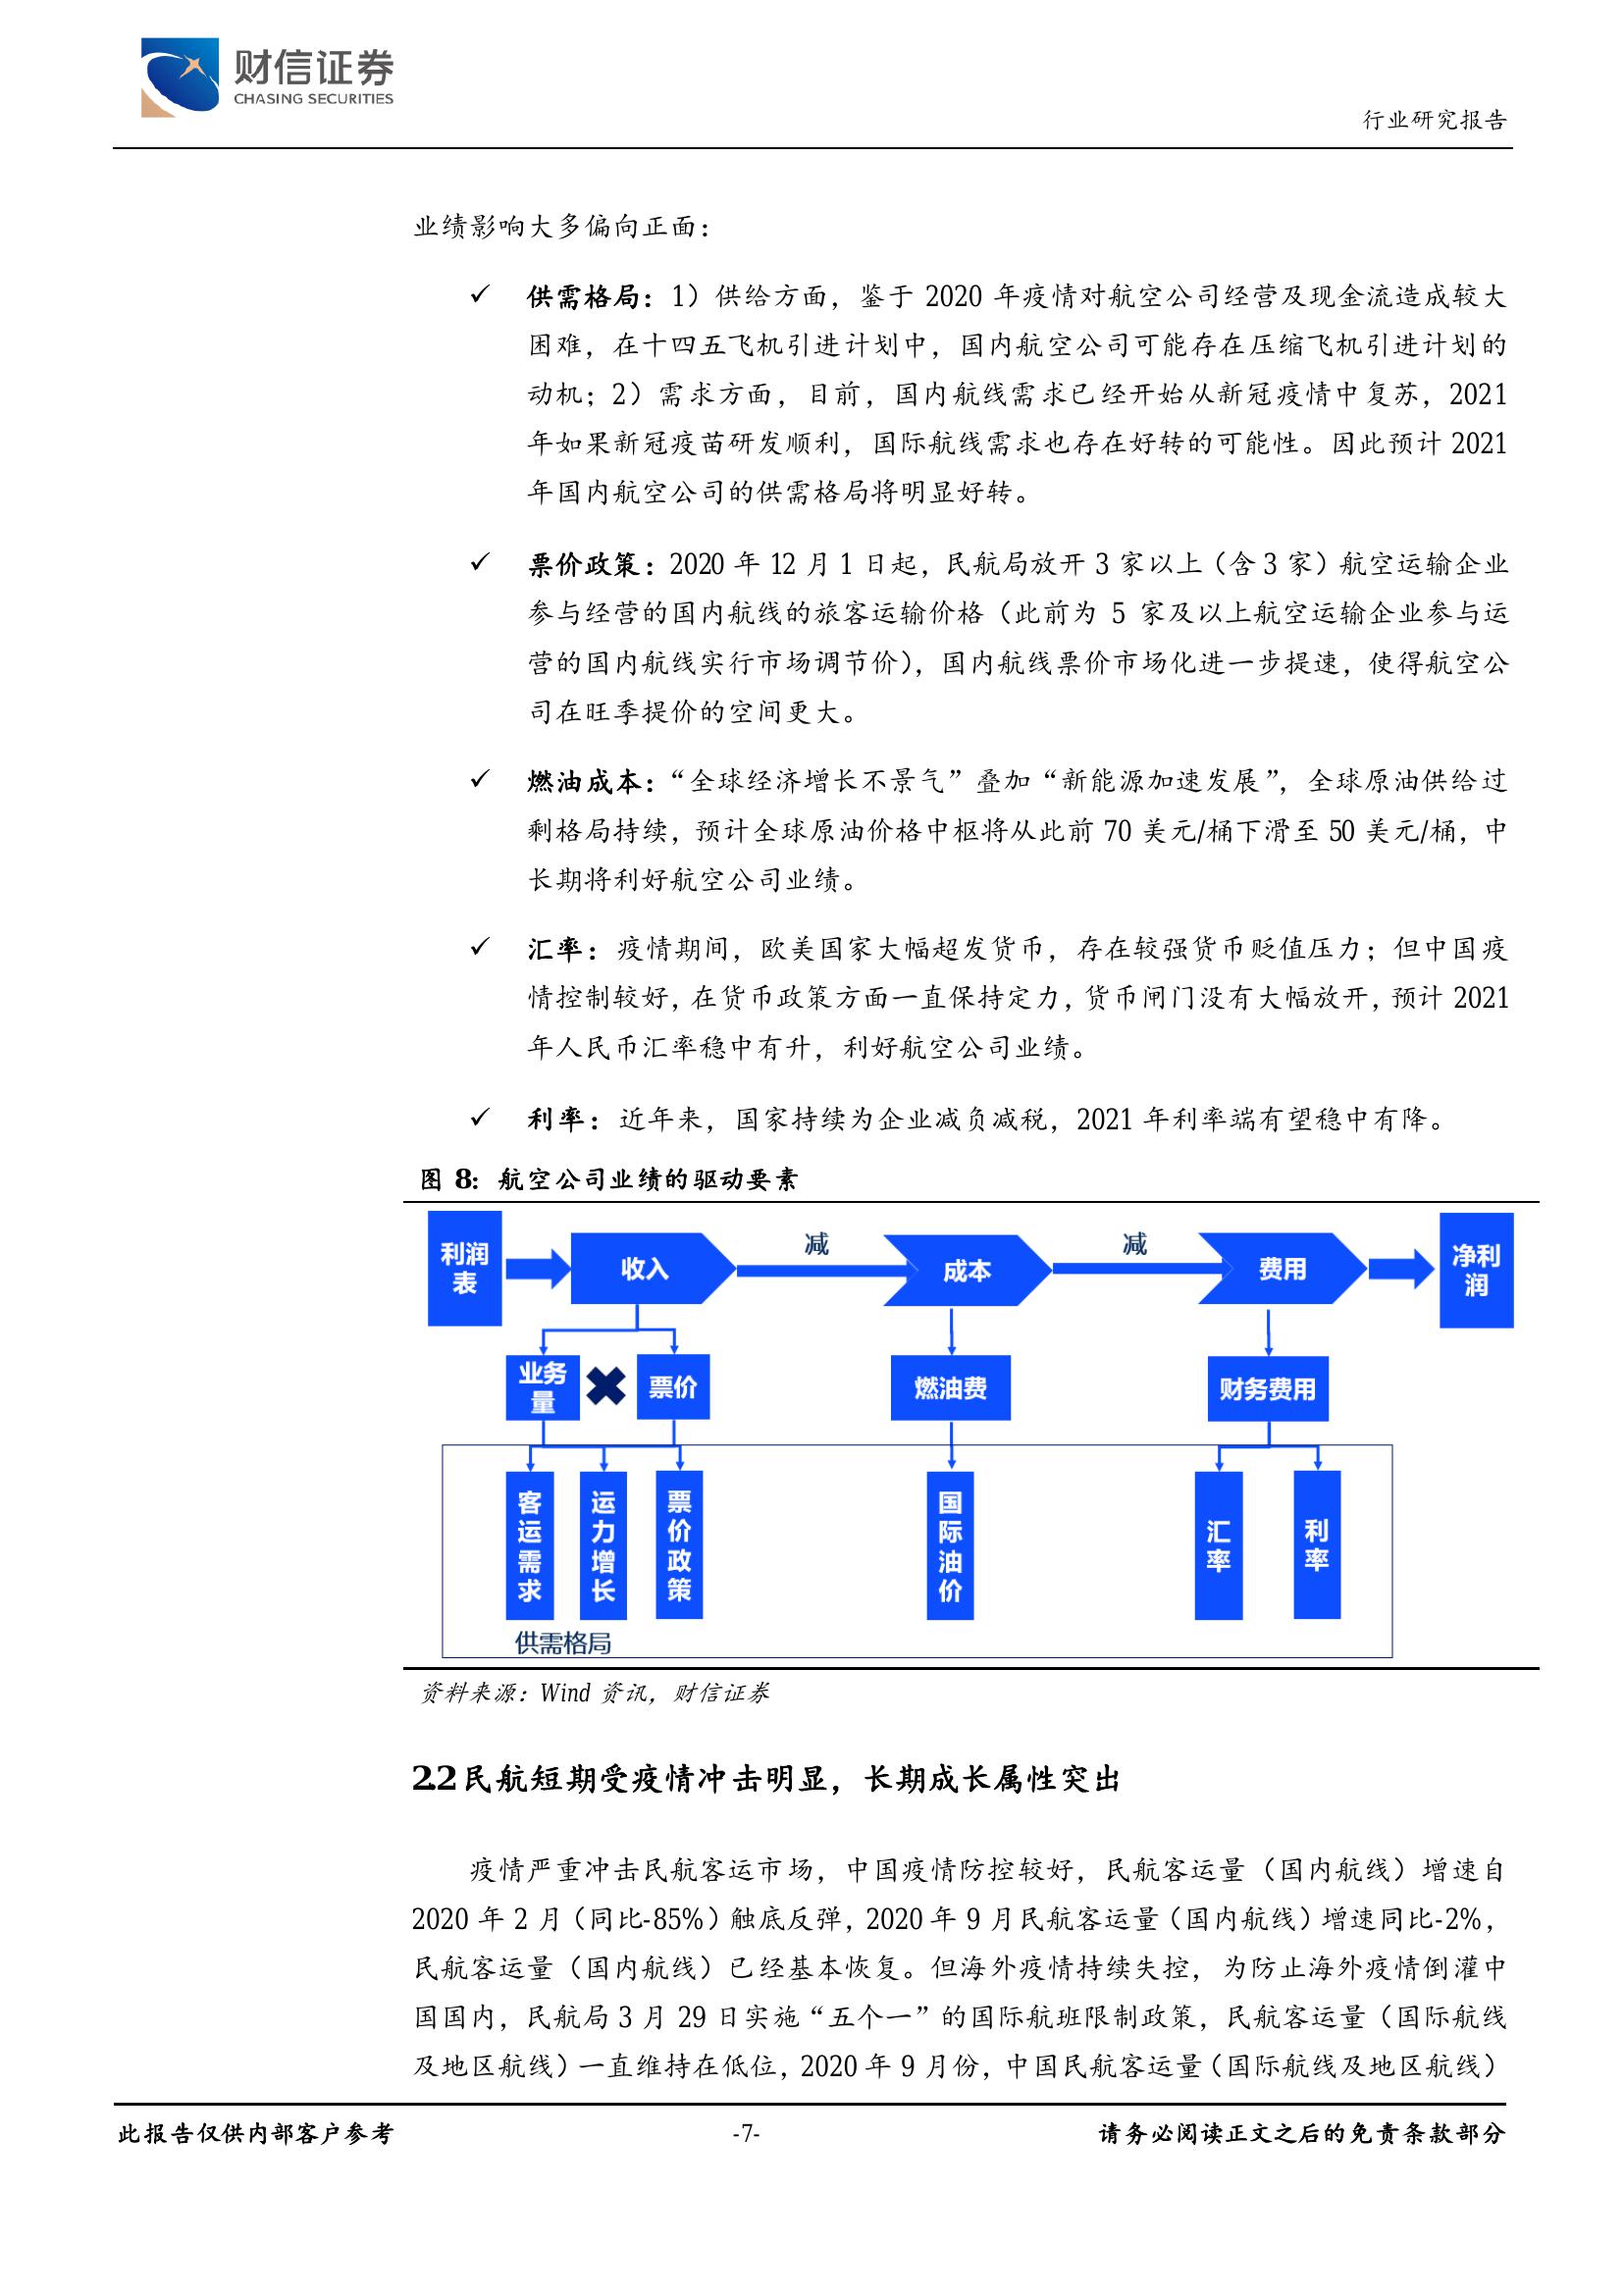 财信证券
CHASING SECURITIES
行业研究报告
业绩影响大多偏向正面：
✓ 供需格局：1）供给方面，鉴于 2020 年疫情对航空公司经营及现金流造成较大
困难，在十四五飞机引进计划中，国内航空公司可能存在压缩飞机引进计划的
动机；2）需求方面，目前，国内航线需求已经开始从新冠疫情中复苏，2021
年如果新冠疫苗研发顺利，国际航线需求也存在好转的可能性。因此预计 2021
年国内航空公司的供需格局将明显好转。
✓ 票价政策：2020 年 12 月 1 日起，民航局放开 3 家以上（含 3 家）航空运输企业
参与经营的国内航线的旅客运输价格（此前为 5 家及以上航空运输企业参与运
营的国内航线实行市场调节价），国内航线票价市场化进一步提速，使得航空公
司在旺季提价的空间更大。
✓ 燃油成本：“全球经济增长不景气”叠加“新能源加速发展”，全球原油供给过
剩格局持续，预计全球原油价格中枢将从此前 70 美元/桶下滑至 50 美元/桶，中
长期将利好航空公司业绩。
✓ 汇率：疫情期间，欧美国家大幅超发货币，存在较强货币贬值压力；但中国疫
情控制较好，在货币政策方面一直保持定力，货币闸门没有大幅放开，预计 2021
年人民币汇率稳中有升，利好航空公司业绩。
✓ 利率：近年来，国家持续为企业减负减税，2021 年利率端有望稳中有降。
图 8：航空公司业绩的驱动要素
利润
表
收入
减
成本
减
费用
净利
润
业务
量
票价
燃油费
财务费用
客运需求
运力增长
票价政策
国际油价
汇率
利率
供需格局
资料来源：Wind 资讯，财信证券
2.2 民航短期受疫情冲击明显，长期成长属性突出
疫情严重冲击民航客运市场，中国疫情防控较好，民航客运量（国内航线）增速自
2020 年 2 月（同比-85%）触底反弹，2020 年 9 月民航客运量（国内航线）增速同比-2%，
民航客运量（国内航线）已经基本恢复。但海外疫情持续失控，为防止海外疫情倒灌中
国国内，民航局 3 月 29 日实施“五个一”的国际航班限制政策，民航客运量（国际航线
及地区航线）一直维持在低位，2020 年 9 月份，中国民航客运量（国际航线及地区航线）
此报告仅供内部客户参考
-7-
请务必阅读正文之后的免责条款部分